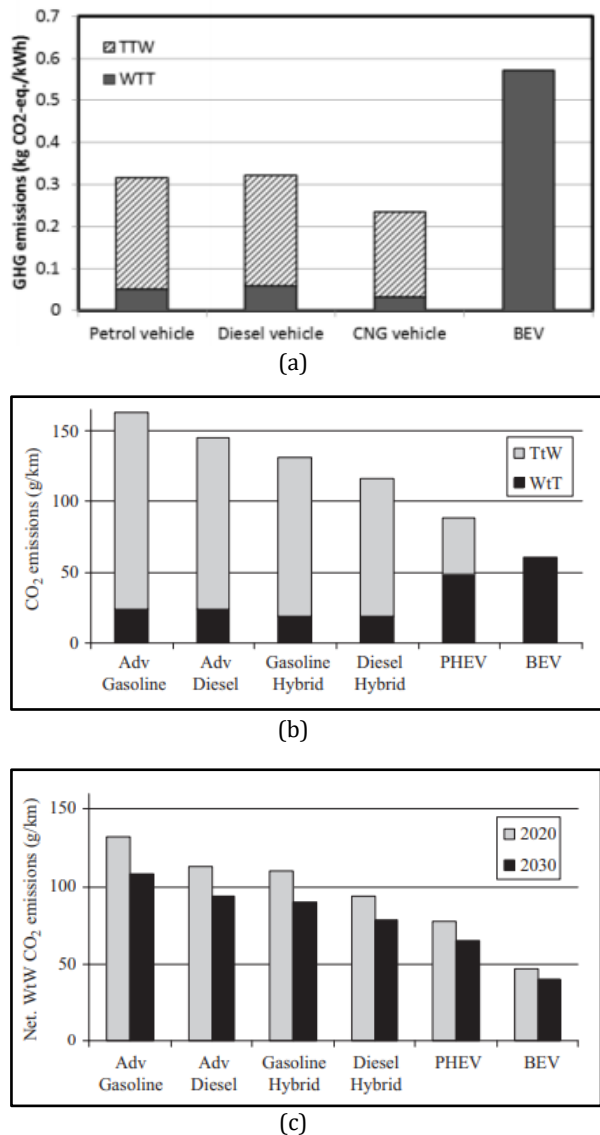 0.7
TTW
WTT
0.6
0.5
0.4
0.3
0.2
0.1
0
GHG emissions (kg CO2-eq./kWh)
Petrol vehicle Diesel vehicle CNG vehicle BEV
(a)
150
TtW
WtT
100
50
0
CO₂ emissions (g/km)
Adv Gasoline
Adv Diesel
Gasoline Hybrid
Diesel Hybrid
PHEV
BEV
(b)
150
2020
2030
100
50
0
Net. WtW CO₂ emissions (g/km)
Adv Gasoline
Adv Diesel
Gasoline Hybrid
Diesel Hybrid
PHEV
BEV
(c)